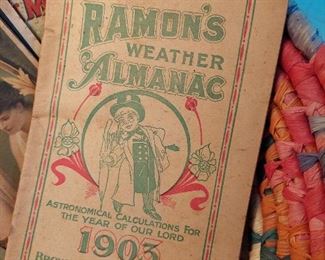 RAMON'S
WEATHER
ALMANAC
ASTRONOMICAL CALCULATIONS FOR
THE YEAR OF OUR LORD
1903